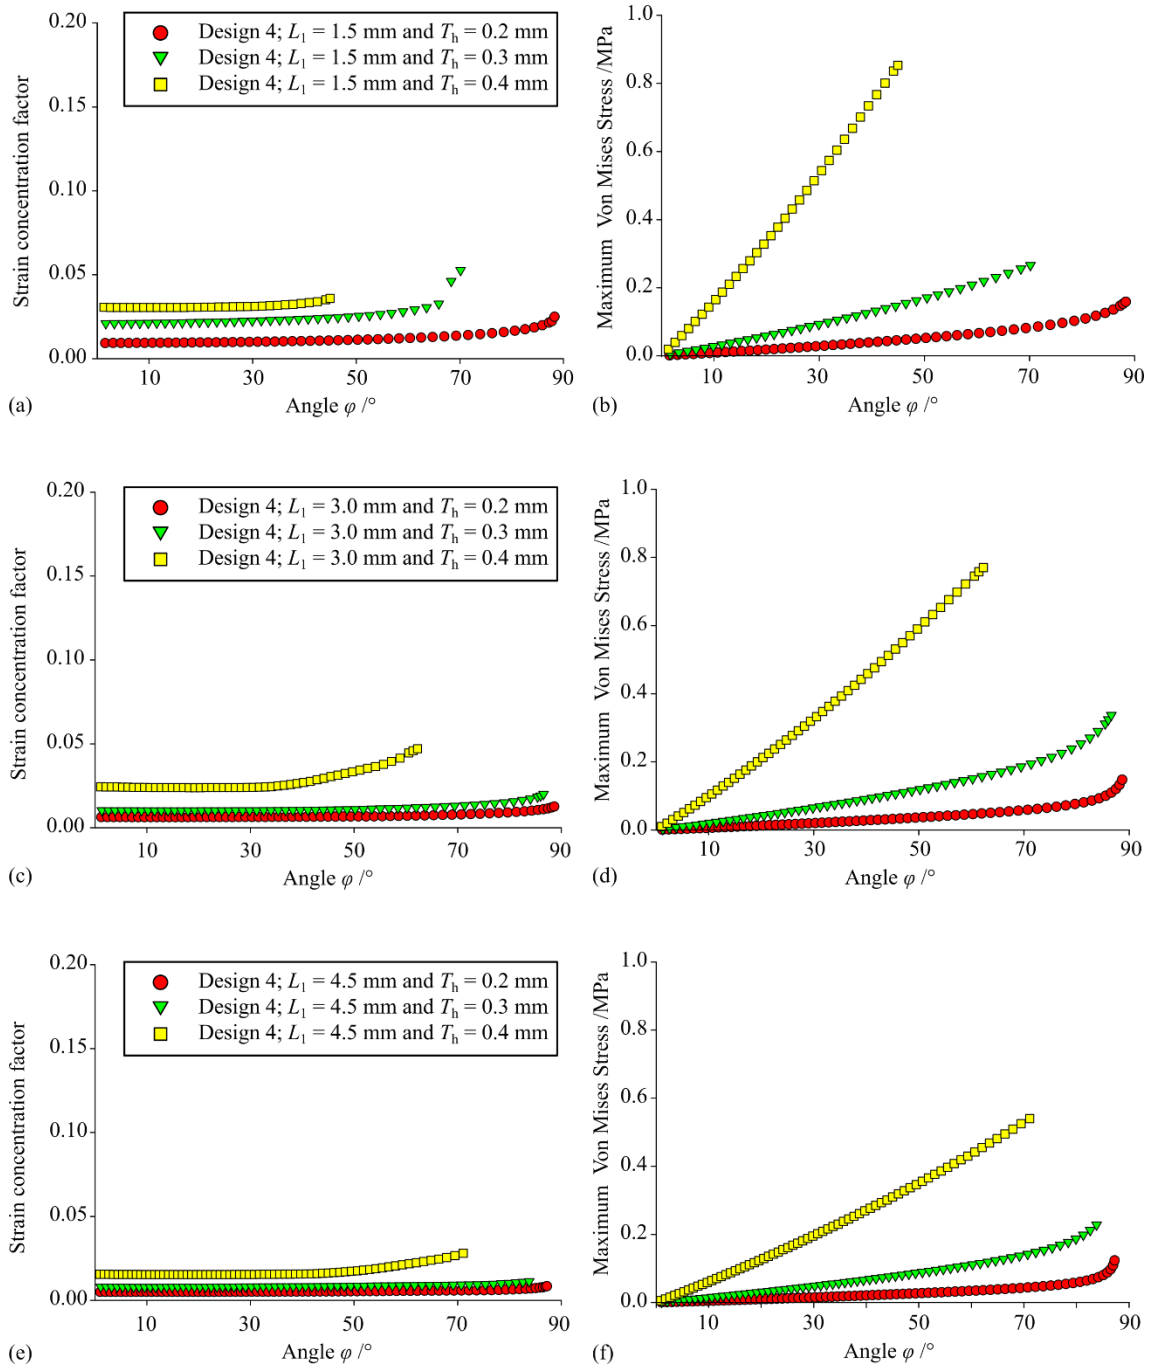 0.20
0.15
0.10
0.05
0.00
Strain concentration factor
Design 4; L₁ = 1.5 mm and Tₕ = 0.2 mm
Design 4; L₁ = 1.5 mm and Tₕ = 0.3 mm
Design 4; L₁ = 1.5 mm and Tₕ = 0.4 mm
10 30 50 70 90
Angle φ /°
(a)
1.0
0.8
0.6
0.4
0.2
0.0
Maximum Von Mises Stress /MPa
10 30 50 70 90
Angle φ /°
(b)
0.20
0.15
0.10
0.05
0.00
Strain concentration factor
Design 4; L₁ = 3.0 mm and Tₕ = 0.2 mm
Design 4; L₁ = 3.0 mm and Tₕ = 0.3 mm
Design 4; L₁ = 3.0 mm and Tₕ = 0.4 mm
10 30 50 70 90
Angle φ /°
(c)
1.0
0.8
0.6
0.4
0.2
0.0
Maximum Von Mises Stress /MPa
10 30 50 70 90
Angle φ /°
(d)
0.20
0.15
0.10
0.05
0.00
Strain concentration factor
Design 4; L₁ = 4.5 mm and Tₕ = 0.2 mm
Design 4; L₁ = 4.5 mm and Tₕ = 0.3 mm
Design 4; L₁ = 4.5 mm and Tₕ = 0.4 mm
10 30 50 70 90
Angle φ /°
(e)
1.0
0.8
0.6
0.4
0.2
0.0
Maximum Von Mises Stress /MPa
10 30 50 70 90
Angle φ /°
(f)